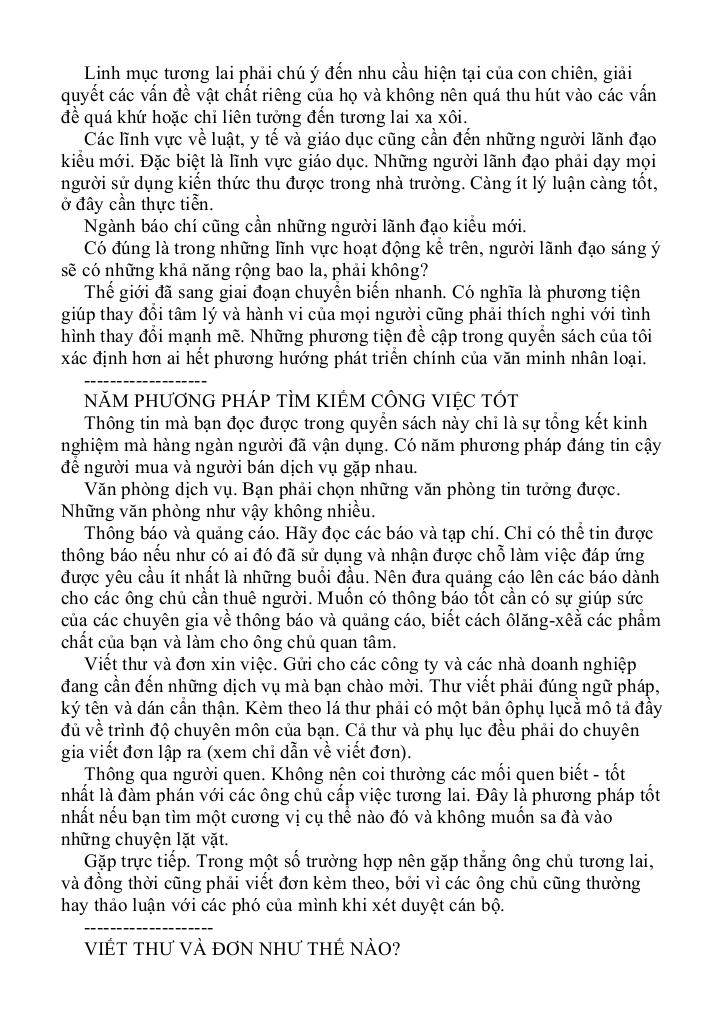 Linh mục tương lai phải chú ý đến nhu cầu hiện tại của con chiên, giải
quyết các vấn đề vật chất riêng của họ và không nên quá thu hút vào các vấn
đề quá khứ hoặc chỉ liên tưởng đến tương lai xa xôi.
Các lĩnh vực về luật, y tế và giáo dục cũng cần đến những người lãnh đạo
kiểu mới. Đặc biệt là lĩnh vực giáo dục. Những người lãnh đạo phải dạy mọi
người sử dụng kiến thức thu được trong nhà trường. Càng ít lý luận càng tốt,
ở đây cần thực tiễn.
Ngành báo chí cũng cần những người lãnh đạo kiểu mới.
Có đúng là trong những lĩnh vực hoạt động kể trên, người lãnh đạo sáng ý
sẽ có những khả năng rộng bao la, phải không?
Thế giới đã sang giai đoạn chuyển biến nhanh. Có nghĩa là phương tiện
giúp thay đổi tâm lý và hành vi của mọi người cũng phải thích nghi với tình
hình thay đổi mạnh mẽ. Những phương tiện đề cập trong quyển sách của tôi
xác định hơn ai hết phương hướng phát triển chính của văn minh nhân loại.
-------------------
NĂM PHƯƠNG PHÁP TÌM KIẾM CÔNG VIỆC TỐT
Thông tin mà bạn đọc được trong quyển sách này chỉ là sự tổng kết kinh
nghiệm mà hàng ngàn người đã vận dụng. Có năm phương pháp đáng tin cậy
để người mua và người bán dịch vụ gặp nhau.
Văn phòng dịch vụ. Bạn phải chọn những văn phòng tin tưởng được.
Những văn phòng như vậy không nhiều.
Thông báo và quảng cáo. Hãy đọc các báo và tạp chí. Chỉ có thể tin được
thông báo nếu như có ai đó đã sử dụng và nhận được chỗ làm việc đáp ứng
được yêu cầu ít nhất là những buổi đầu. Nên đưa quảng cáo lên các báo dành
cho các ông chủ cần thuê người. Muốn có thông báo tốt cần có sự giúp sức
của các chuyên gia về thông báo và quảng cáo, biết cách ôlăng-xêằ các phẩm
chất của bạn và làm cho ông chủ quan tâm.
Viết thư và đơn xin việc. Gửi cho các công ty và các nhà doanh nghiệp
đang cần đến những dịch vụ mà bạn chào mời. Thư viết phải đúng ngữ pháp,
ký tên và dán cẩn thận. Kèm theo lá thư phải có một bản ôphụ lụcằ mô tả đầy
đủ về trình độ chuyên môn của bạn. Cả thư và phụ lục đều phải do chuyên
gia viết đơn lập ra (xem chỉ dẫn về viết đơn).
Thông qua người quen. Không nên coi thường các mối quen biết - tốt
nhất là đàm phán với các ông chủ cấp việc tương lai. Đây là phương pháp tốt
nhất nếu bạn tìm một cương vị cụ thể nào đó và không muốn sa đà vào
những chuyện lặt vặt.
Gặp trực tiếp. Trong một số trường hợp nên gặp thẳng ông chủ tương lai,
và đồng thời cũng phải viết đơn kèm theo, bởi vì các ông chủ cũng thường
hay thảo luận với các phó của mình khi xét duyệt cán bộ.
--------------------
VIẾT THƯ VÀ ĐƠN NHƯ THẾ NÀO?